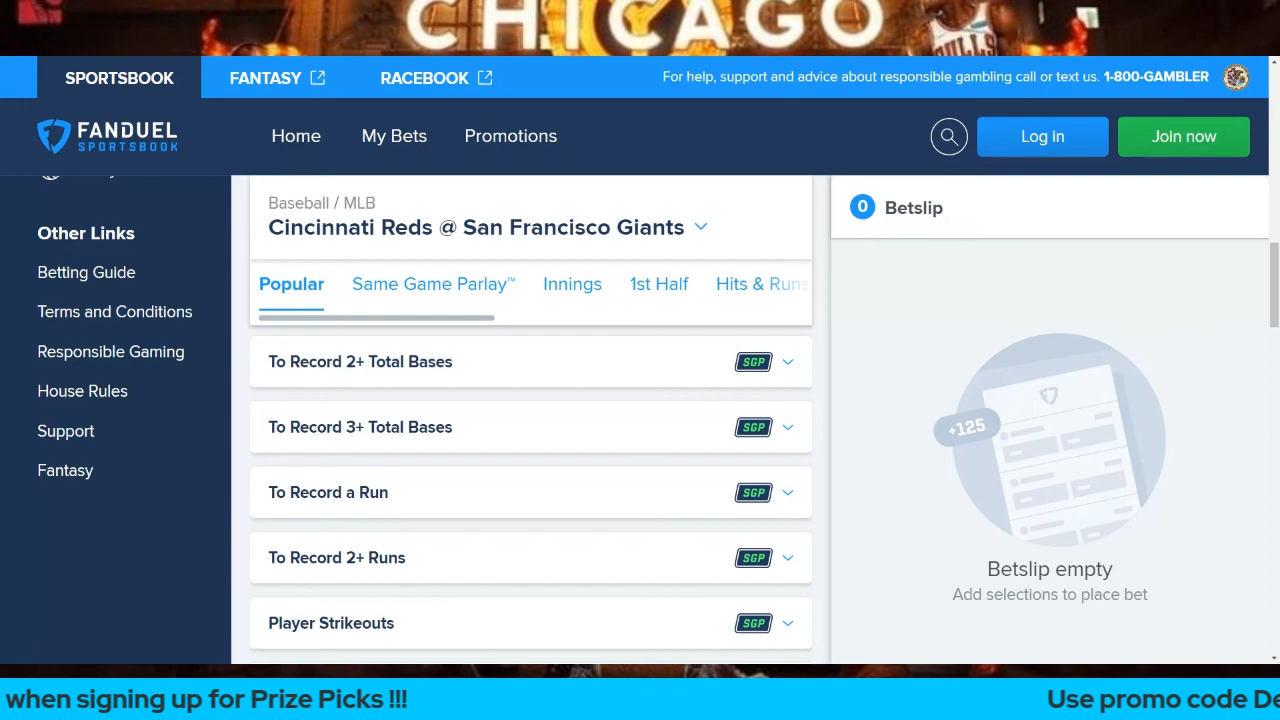 CHICAGO
BULLS
SPORTSBOOK
FANTASY
RACEBOOK
For help, support and advice about responsible gambling call or text us. 1-800-GAMBLER
FANDUEL
SPORTSBOOK
Home
My Bets
Promotions
Log in
Join now
Other Links
Betting Guide
Terms and Conditions
Responsible Gaming
House Rules
Support
Fantasy
Baseball / MLB
Cincinnati Reds @ San Francisco Giants
Popular
Same Game Parlay™
Innings
1st Half
Hits & Runs
To Record 2+ Total Bases
SGP
To Record 3+ Total Bases
SGP
To Record a Run
SGP
To Record 2+ Runs
SGP
Player Strikeouts
SGP
0 Betslip
+125
Betslip empty
Add selections to place bet
when signing up for Prize Picks !!!
Use promo code De